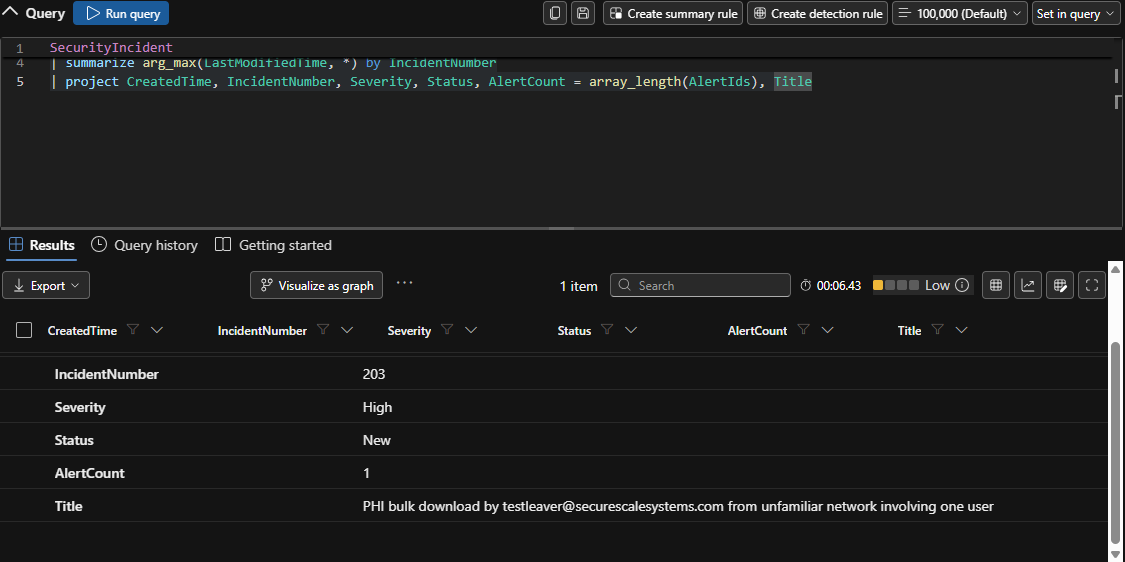 Query Run query Create summary rule Create detection rule 100,000 (Default) Set in query
1 SecurityIncident
4 | summarize arg_max(LastModifiedTime, *) by IncidentNumber
5 | project CreatedTime, IncidentNumber, Severity, Status, AlertCount = array_length(AlertIds), Title
Results Query history Getting started
Export Visualize as graph ... 1 item Search 00:06.43 Low
CreatedTime IncidentNumber Severity Status AlertCount Title
IncidentNumber 203
Severity High
Status New
AlertCount 1
Title PHI bulk download by testleaver@securescalesystems.com from unfamiliar network involving one user